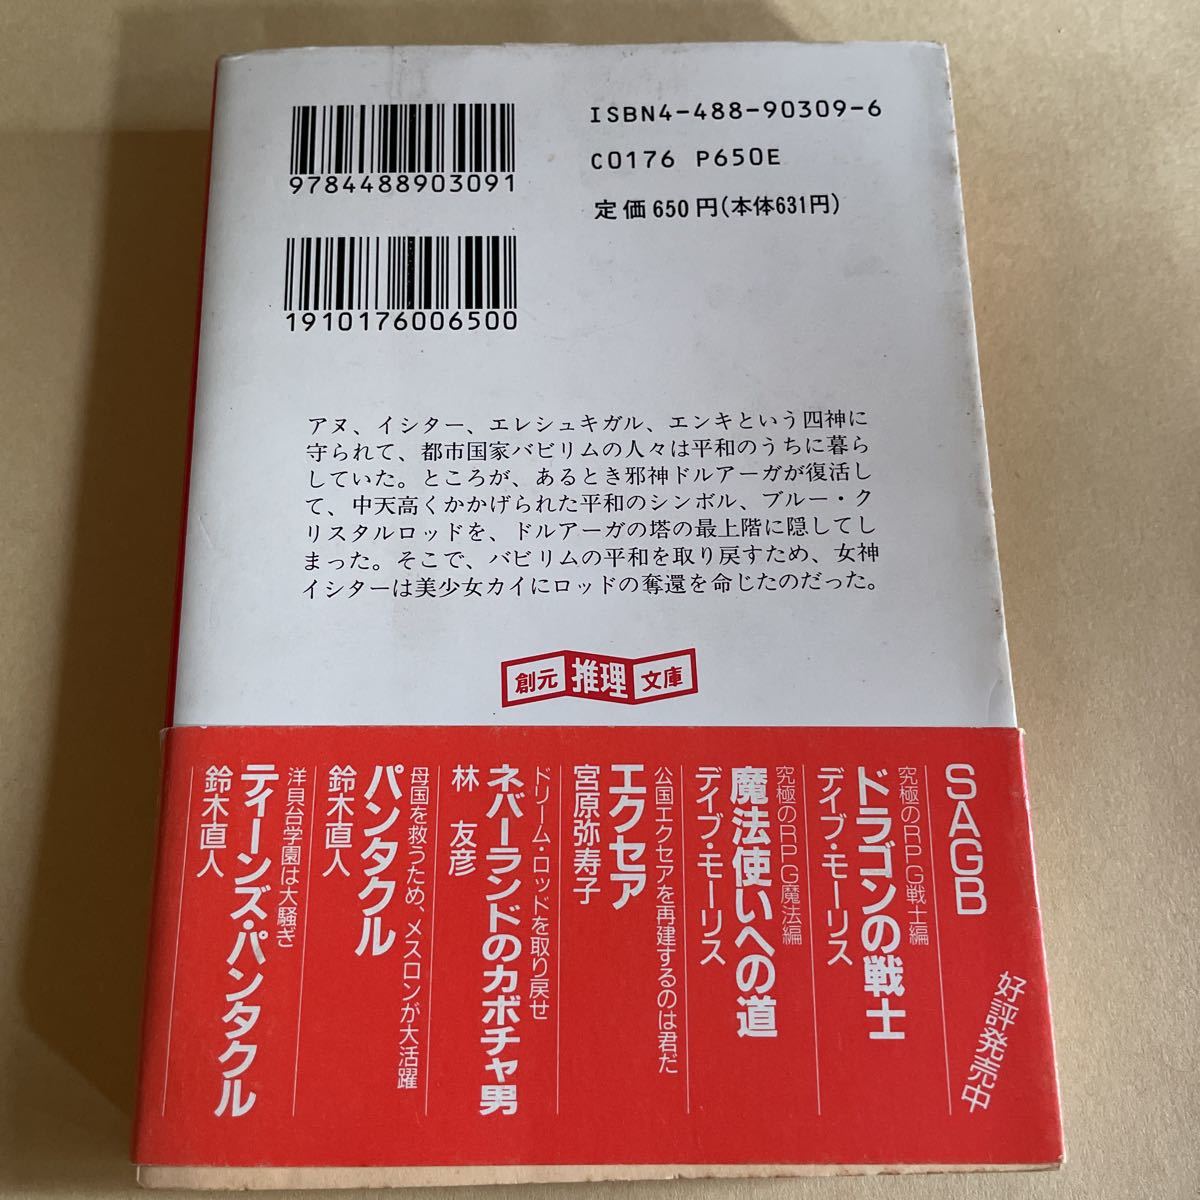 ISBN4-488-90309-6
C0176 P650E
定価650円(本体631円)
9784488903091
1910176006500
アヌ、イシター、エレシュキガル、エンキという四神に
守られて、都市国家バビリムの人々は平和のうちに暮ら
していた。ところが、あるとき邪神ドルアーガが復活し
て、中天高くかかげられた平和のシンボル、ブルー・ク
リスタルロッドを、ドルアーガの塔の最上階に隠してし
まった。そこで、バビリムの平和を取り戻すため、女神
イシターは美少女カイにロッドの奪還を命じたのだった。
創元推理文庫
SAGB
好評発売中
究極のRPG戦士編
ドラゴンの戦士
デイブ・モーリス
究極のRPG魔法編
魔法使いへの道
デイブ・モーリス
公国エクセアを再建するのは君だ
エクセア
宮原弥寿子
ドリーム・ロッドを取り戻せ
ネバーランドのカボチャ男
林 友彦
母国を救うため、メスロンが大活躍
パンタクル
鈴木直人
洋貝台学園は大騒ぎ
ティーンズ・パンタクル
鈴木直人